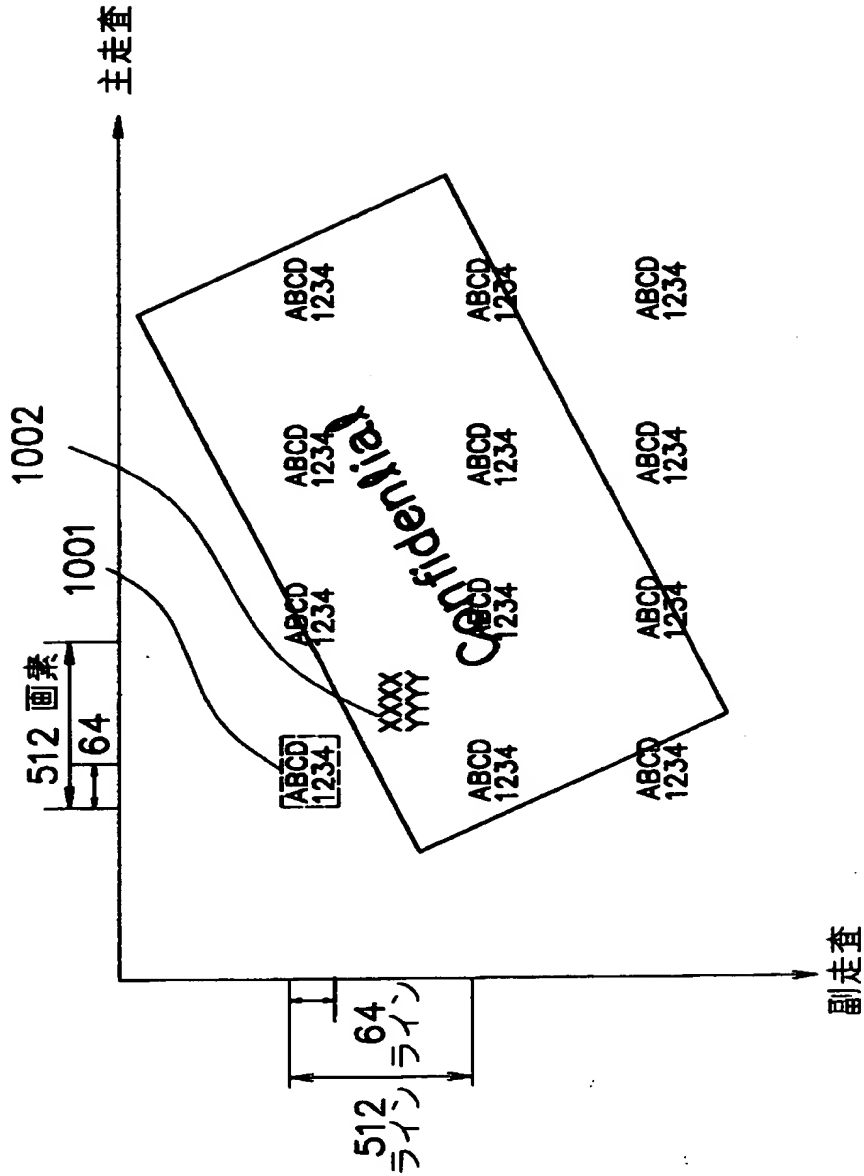 主走査
1002
1001
512 画素
64
ABCD
1234
ABCD
1234
ABCD
1234
ABCD
1234
XXXX
YYYY
Confidential
ABCD
1234
ABCD
1234
ABCD
1234
ABCD
1234
ABCD
1234
ABCD
1234
ABCD
1234
ABCD
1234
64
ライン
512
ライン
副走査